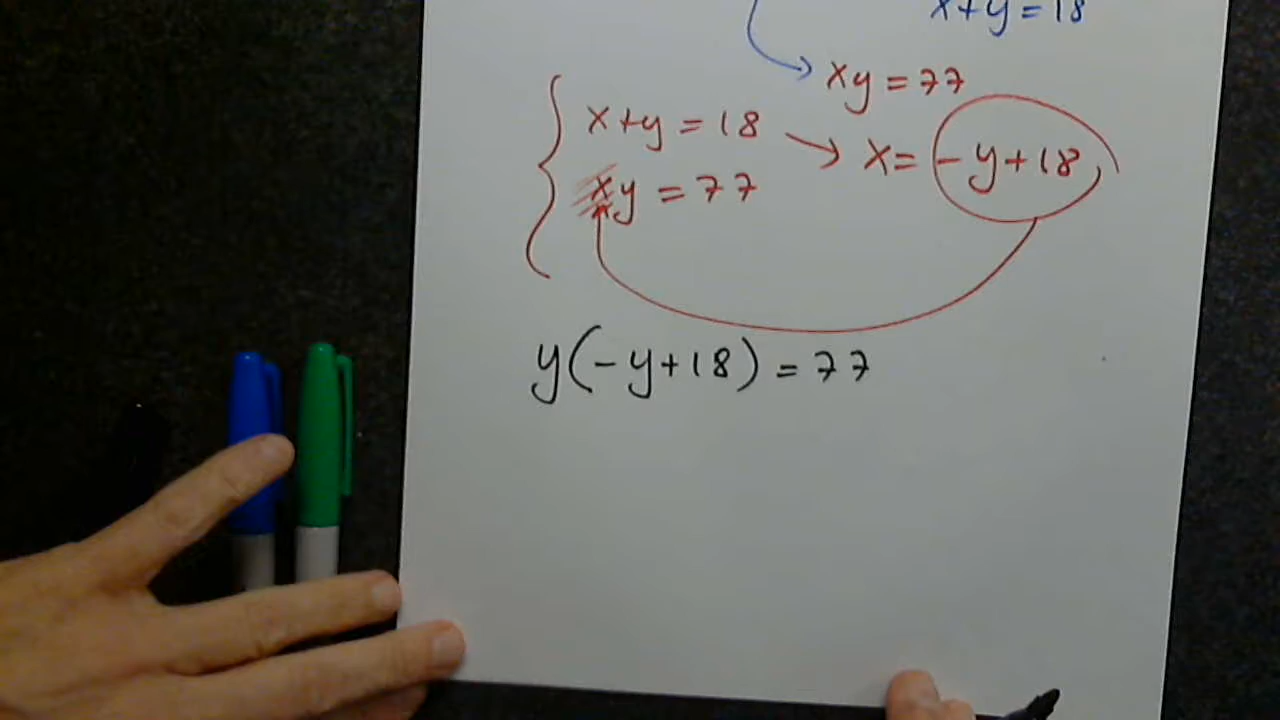 x+y=18
xy=77
x+y=18 → x=-y+18
xy=77
y(-y+18)=77